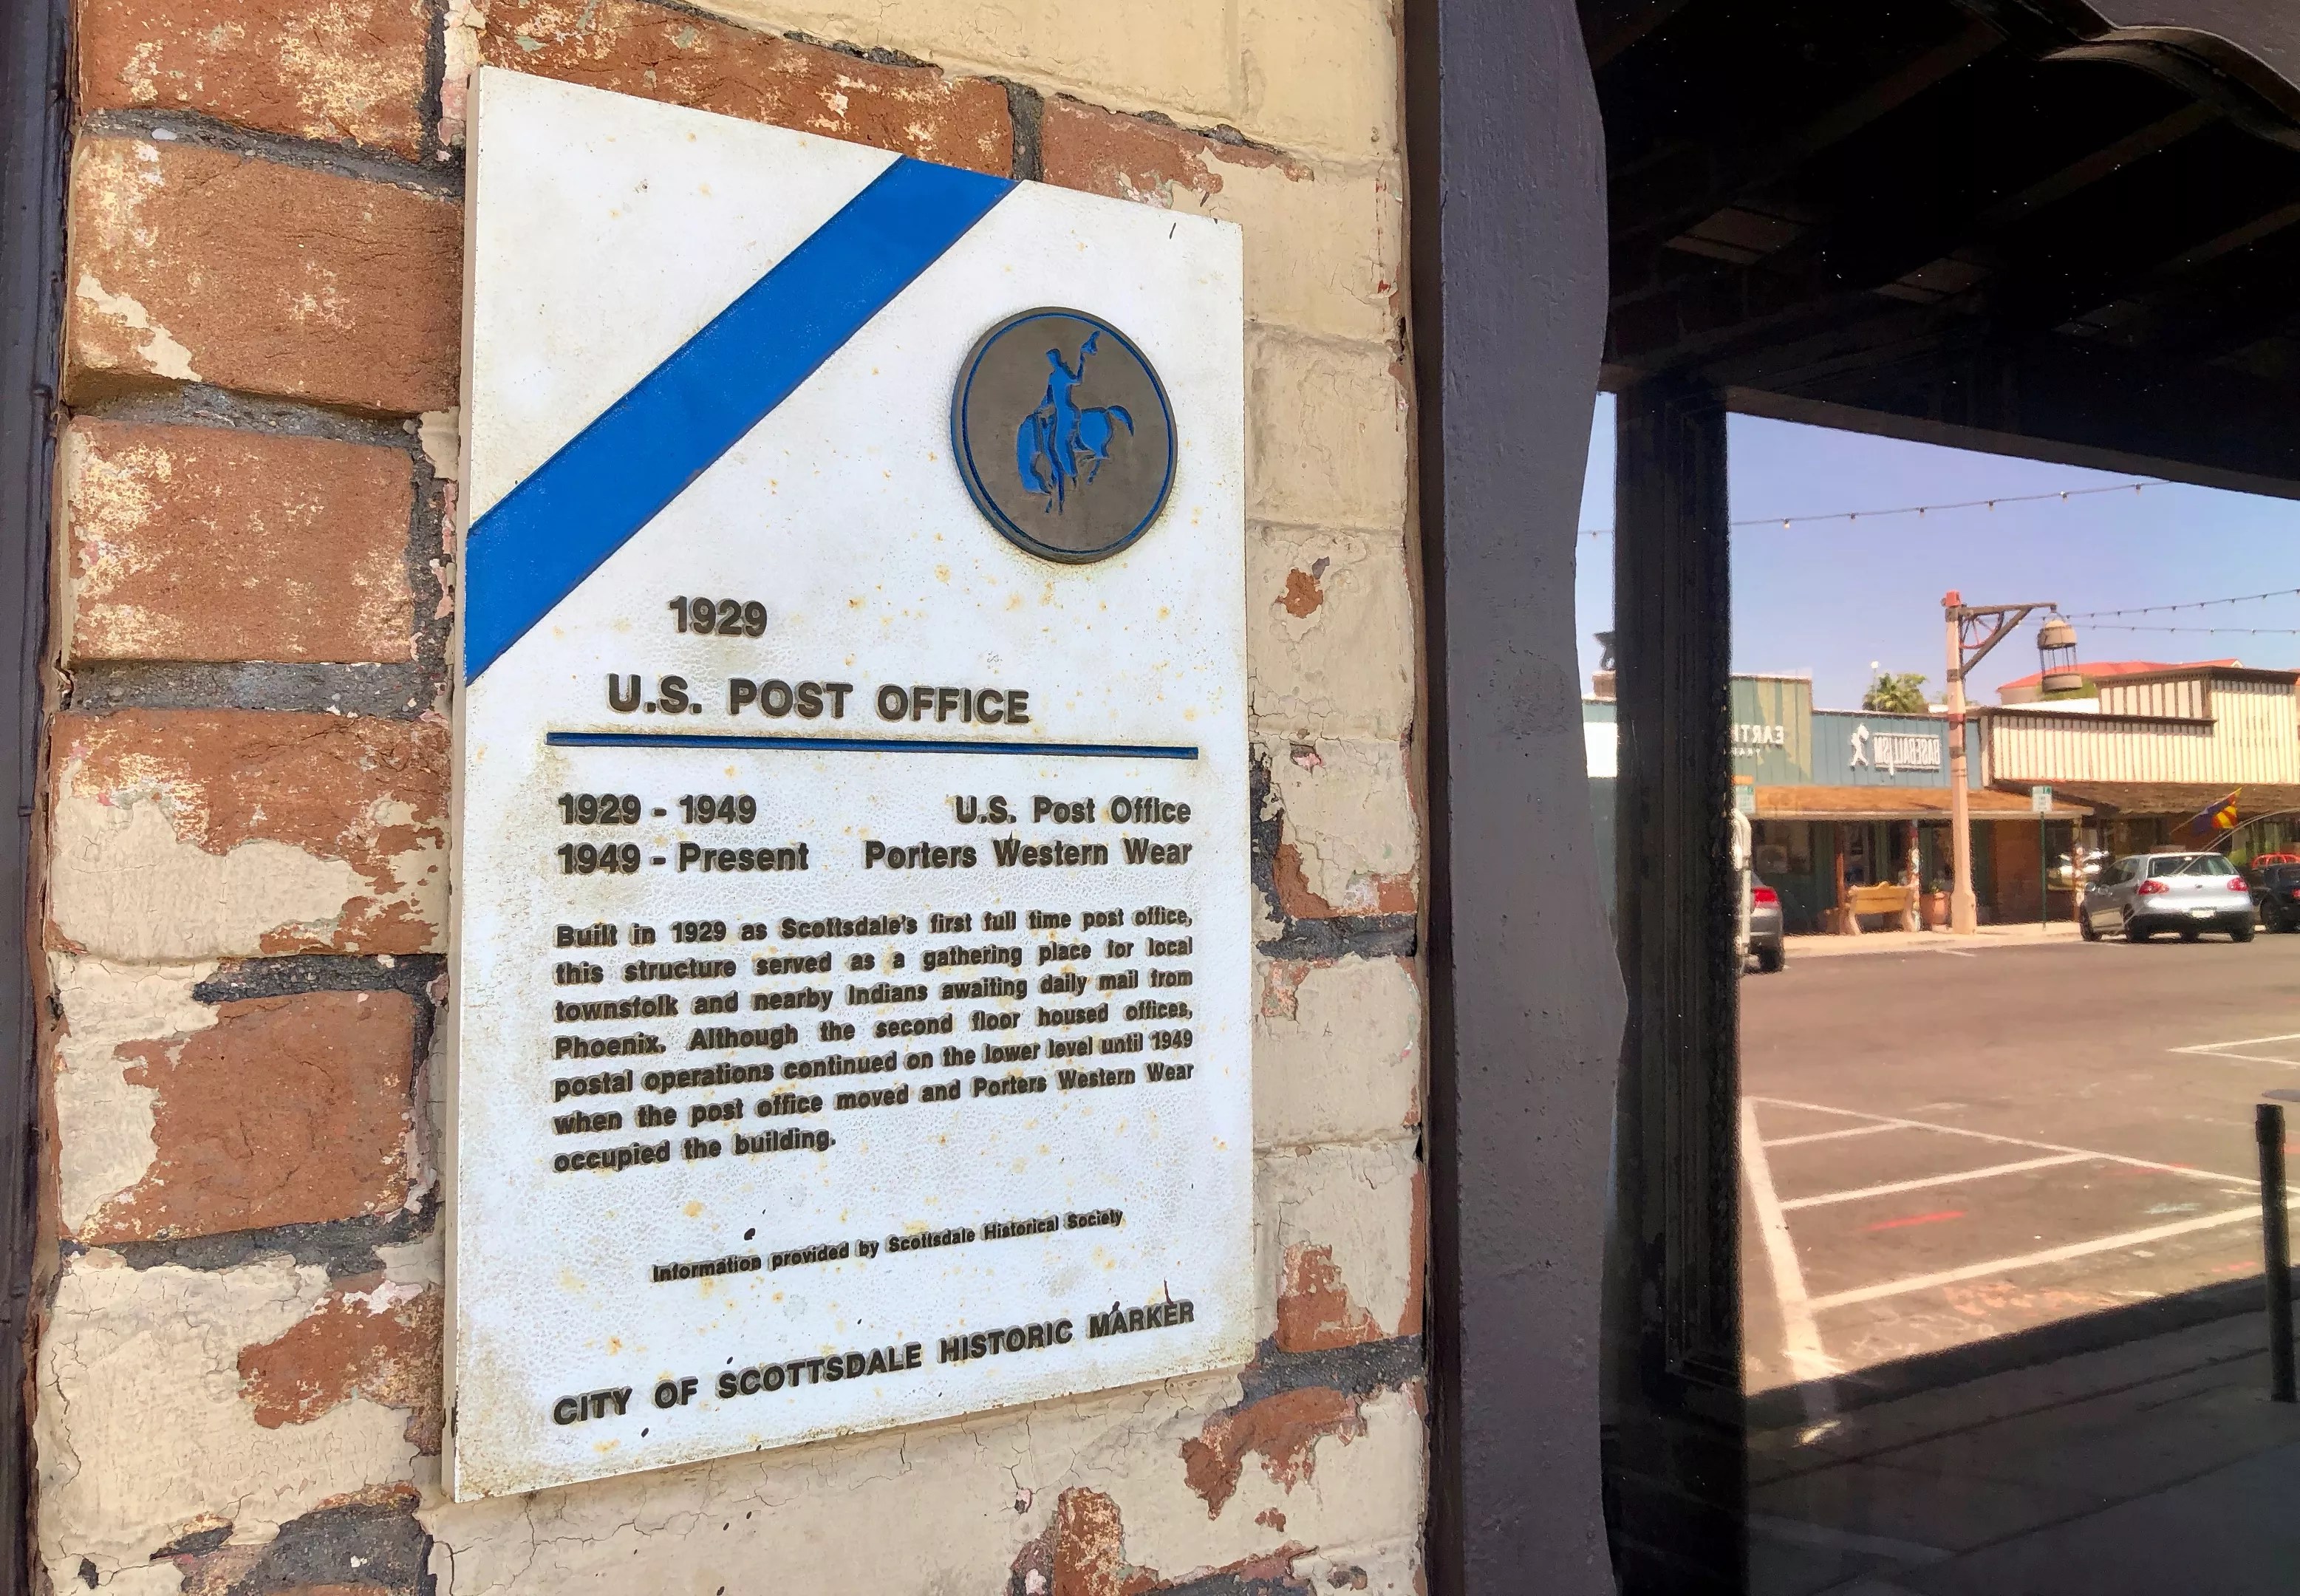 1929
U.S. POST OFFICE
1929 - 1949 U.S. Post Office
1949 - Present Porters Western Wear
Built in 1929 as Scottsdale's first full time post office,
this structure served as a gathering place for local
townsfolk and nearby Indians awaiting daily mail from
Phoenix. Although the second floor housed offices,
postal operations continued on the lower level until 1949
when the post office moved and Porters Western Wear
occupied the building.
Information provided by Scottsdale Historical Society
CITY OF SCOTTSDALE HISTORIC MARKER
BASEBALLISM